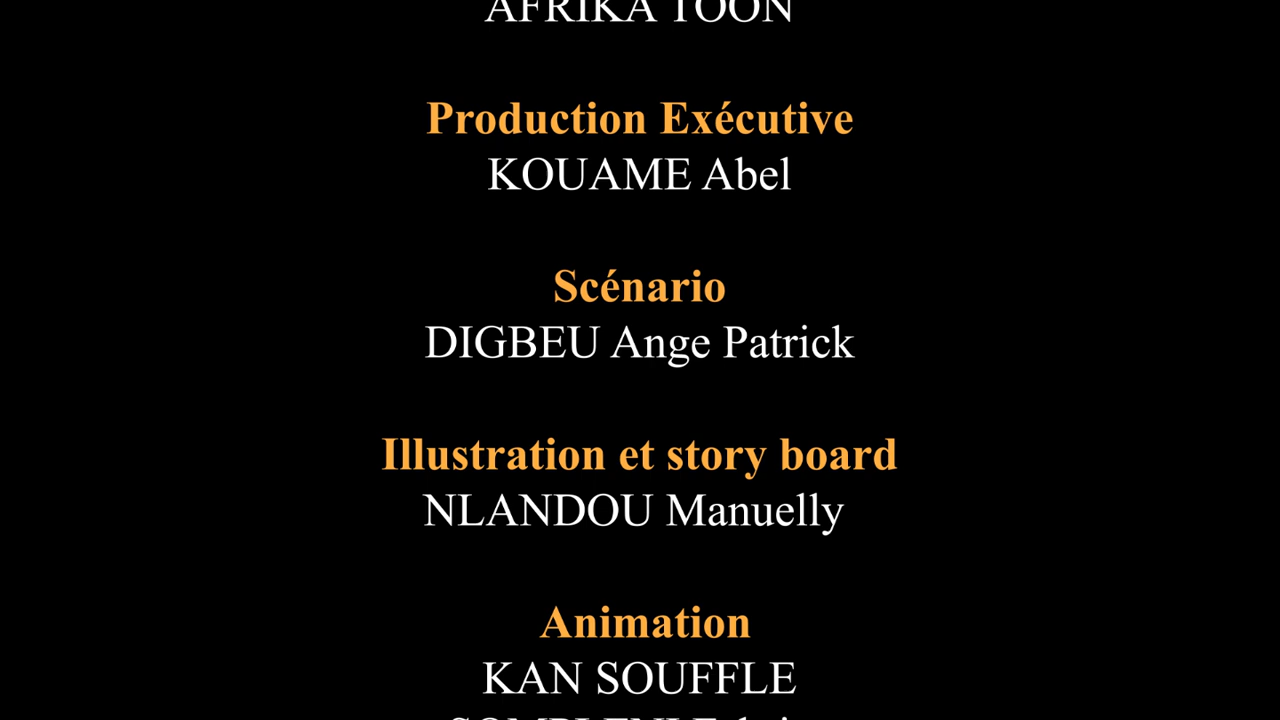 AFRIKA TOON
Production Exécutive
KOUAME Abel
Scénario
DIGBEU Ange Patrick
Illustration et story board
NLANDOU Manuelly
Animation
KAN SOUFFLE